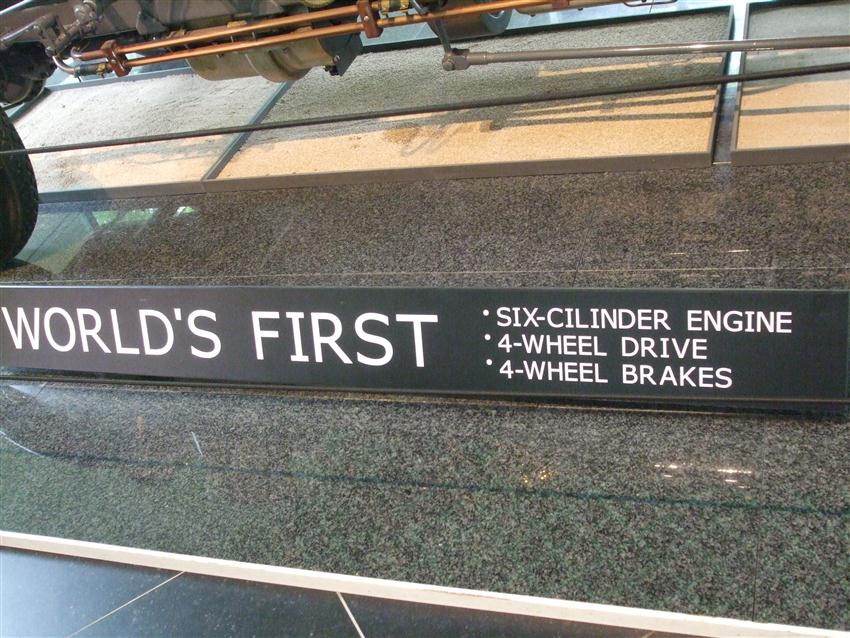 WORLD'S FIRST
• SIX-CILINDER ENGINE
• 4-WHEEL DRIVE
• 4-WHEEL BRAKES